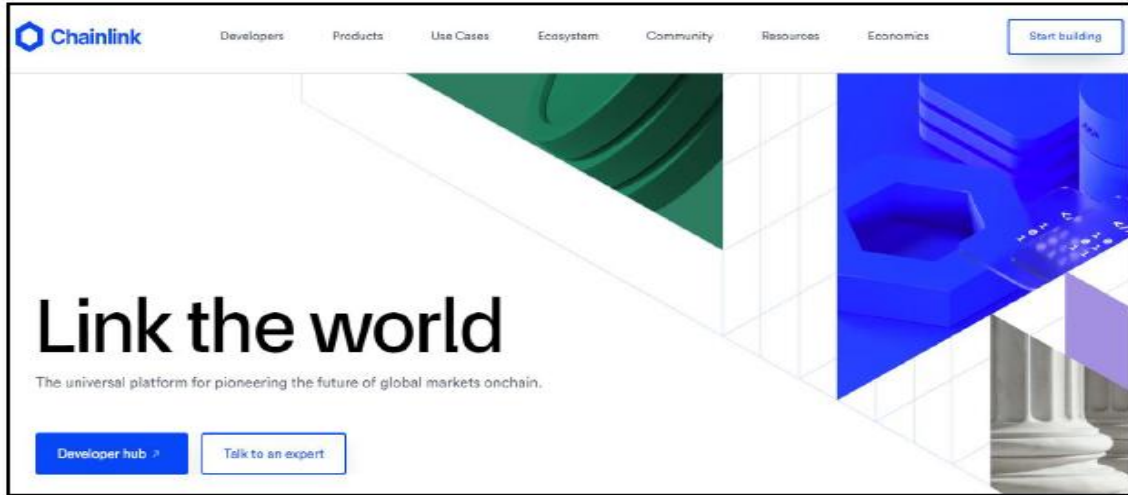 Chainlink
Developers Products Use Cases Ecosystem Community Resources Economics
Start building
Link the world
The universal platform for pioneering the future of global markets onchain.
Developer hub ↗
Talk to an expert